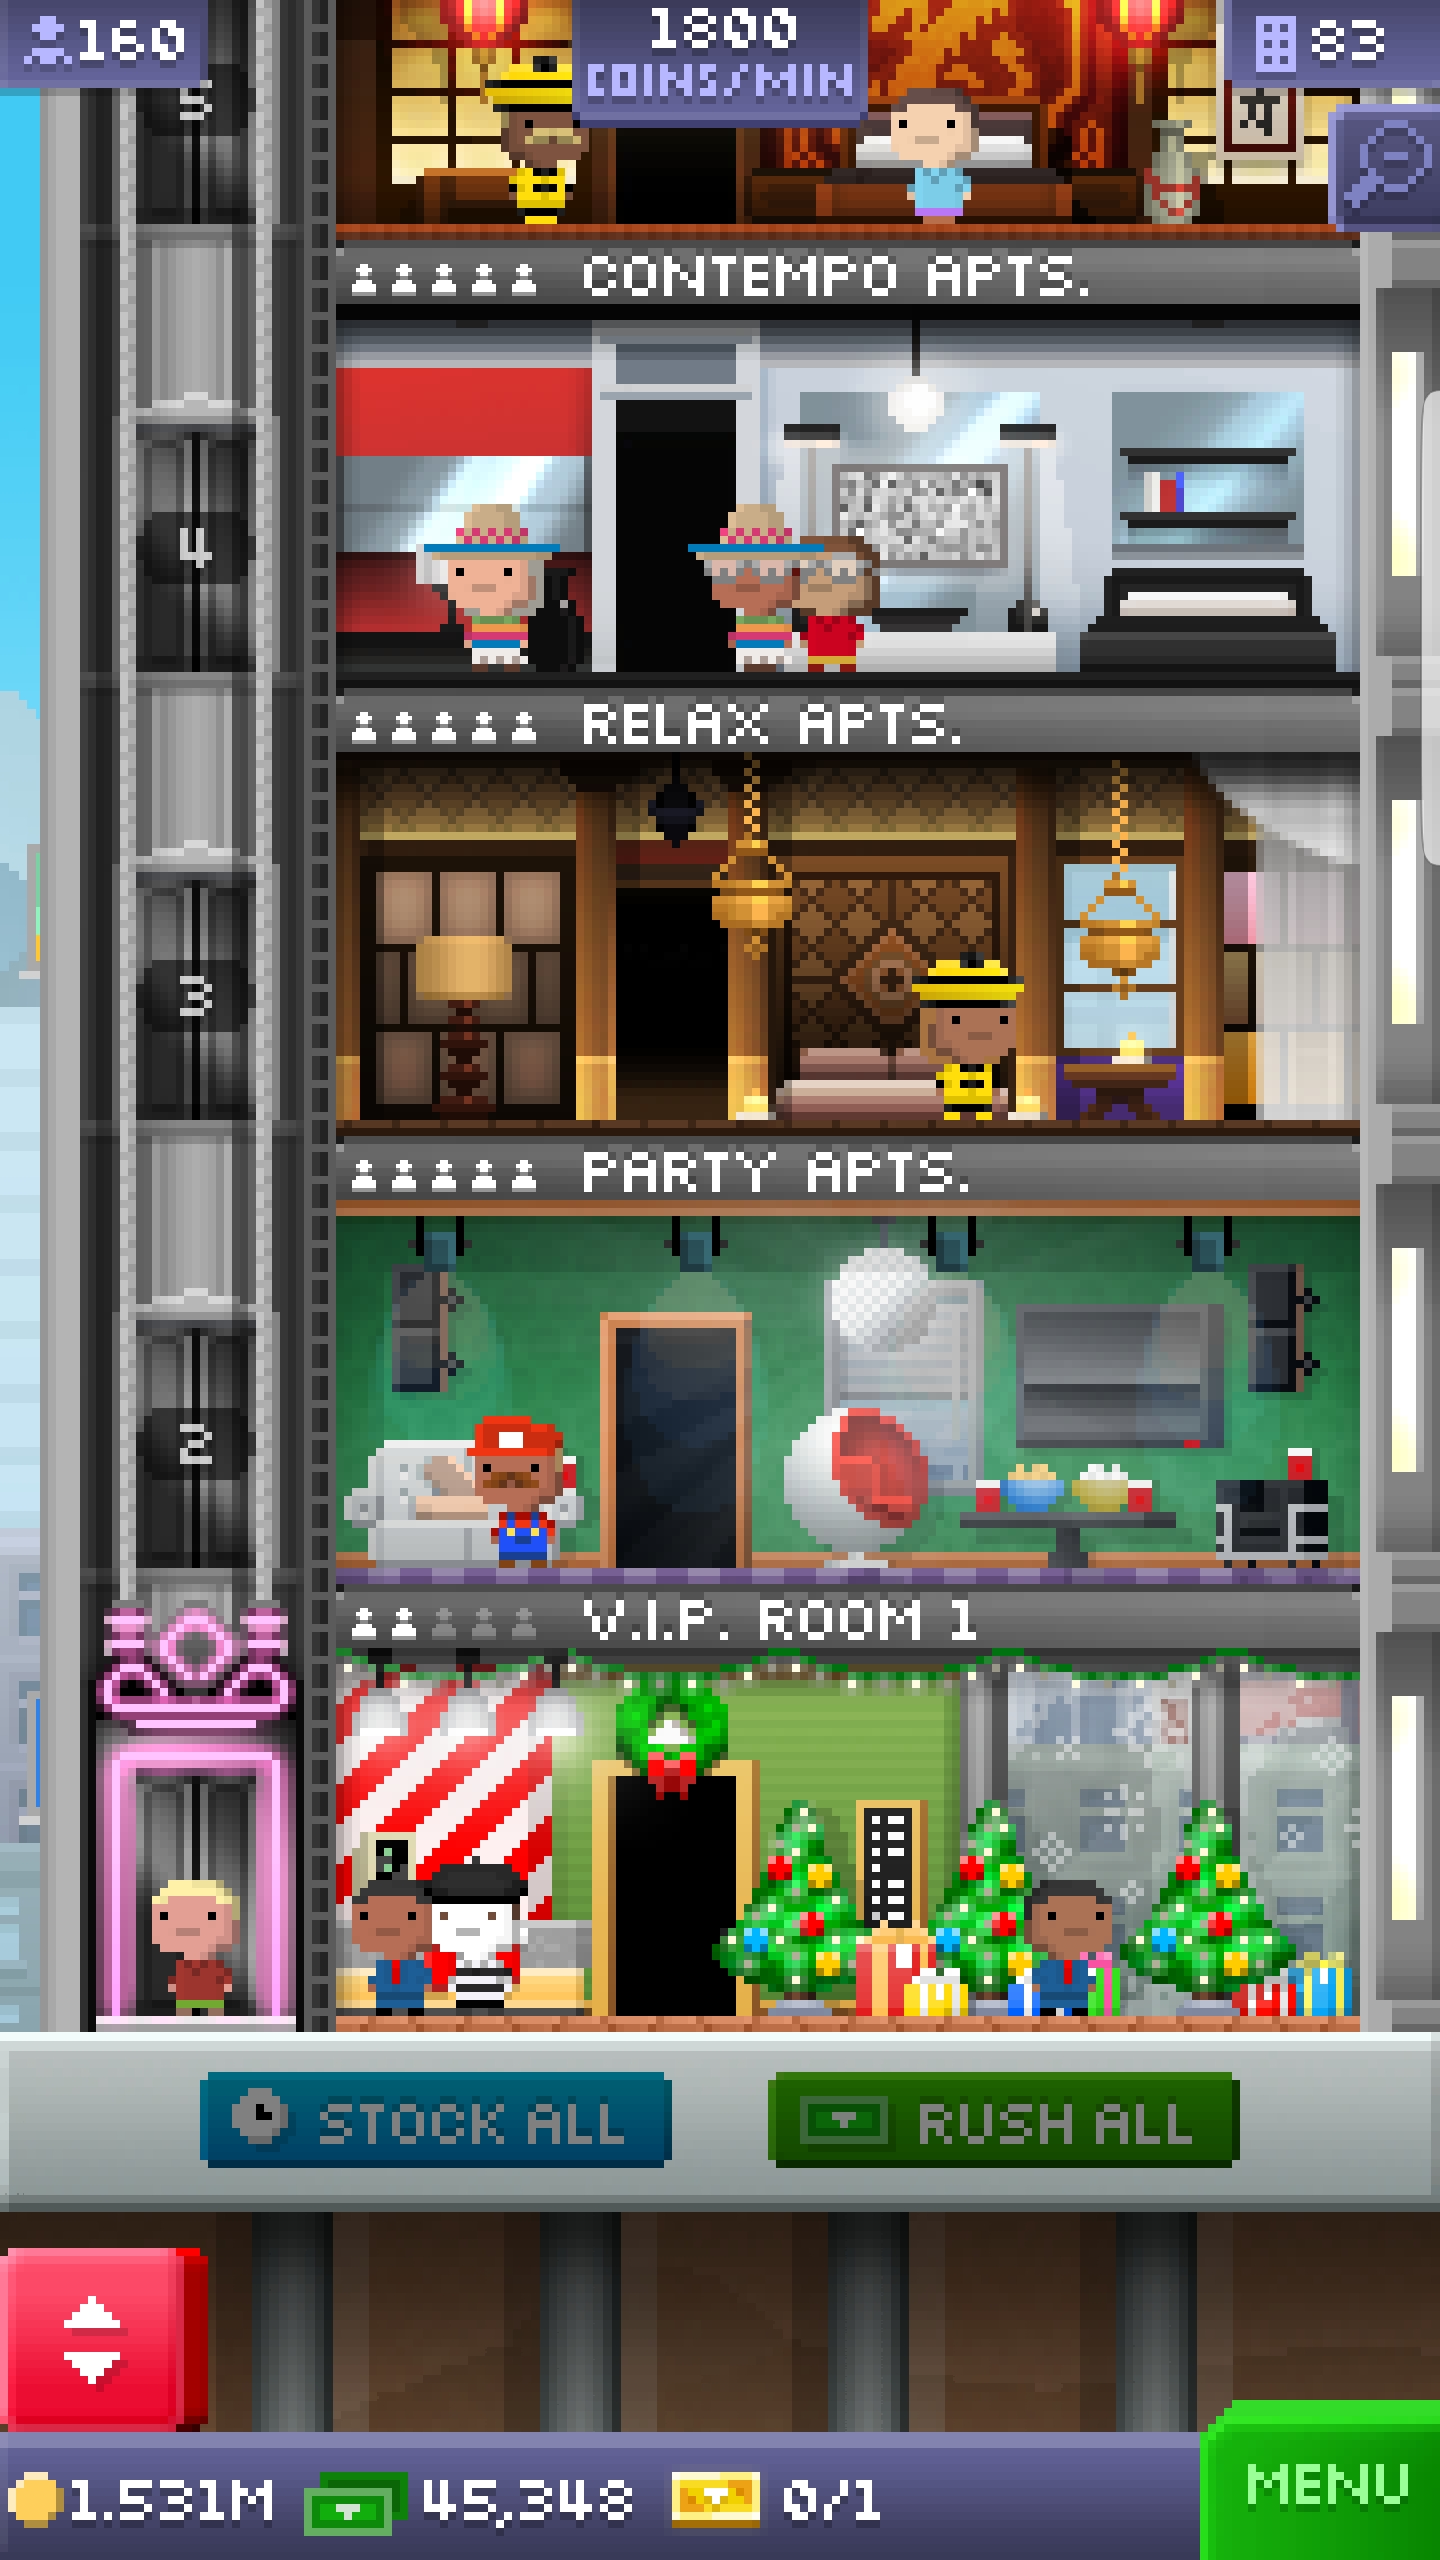 160
1800
COINS/MIN
83
5
CONTEMPO APTS.
4
RELAX APTS.
3
PARTY APTS.
2
V.I.P. ROOM 1
STOCK ALL
RUSH ALL
1.531M
45,348
0/1
MENU